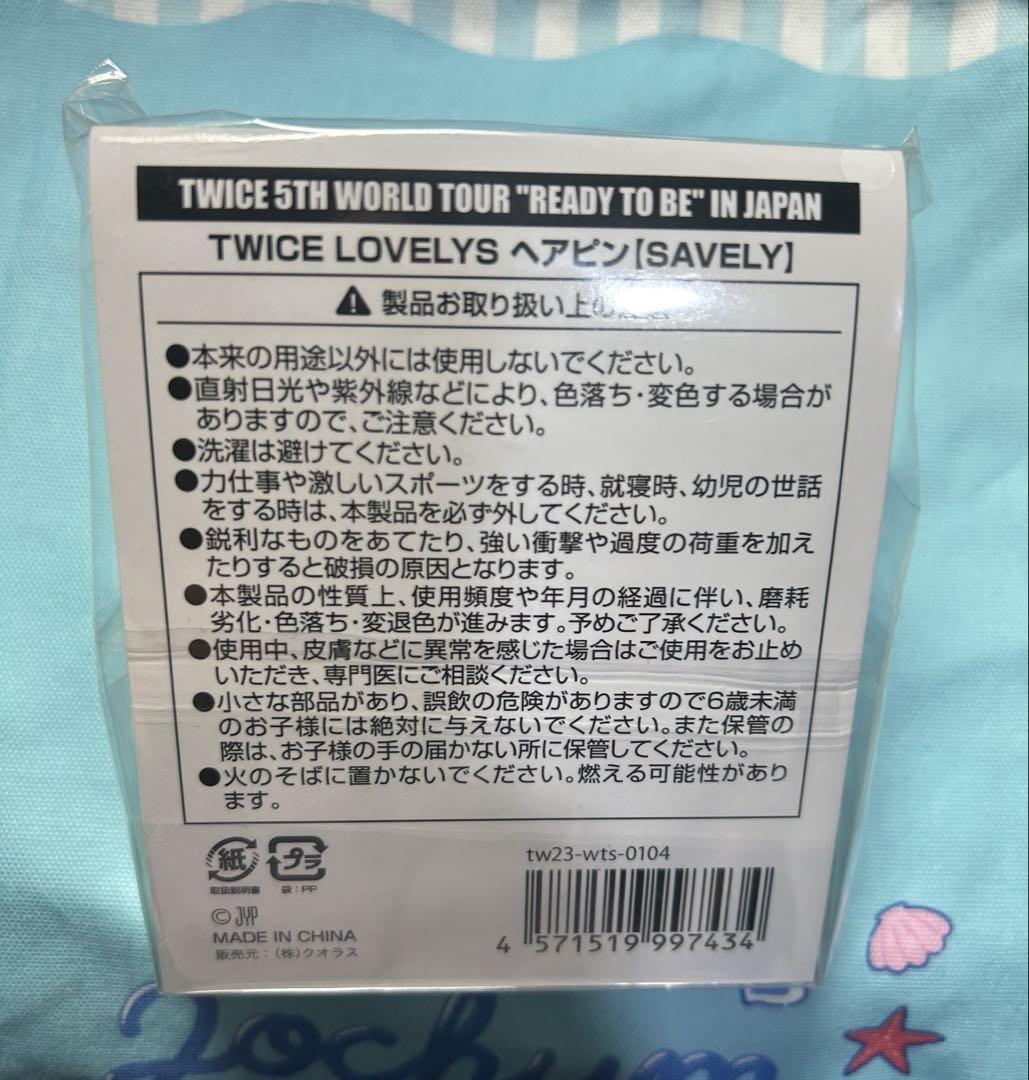 TWICE 5TH WORLD TOUR "READY TO BE" IN JAPAN
TWICE LOVELYS ヘアピン【SAVELY】
製品お取り扱い上の
●本来の用途以外には使用しないでください。
●直射日光や紫外線などにより、色落ち・変色する場合が
ありますので、ご注意ください。
●洗濯は避けてください。
●力仕事や激しいスポーツをする時、就寝時、幼児の世話
をする時は、本製品を必ず外してください。
●鋭利なものをあてたり、強い衝撃や過度の荷重を加え
たりすると破損の原因となります。
●本製品の性質上、使用頻度や年月の経過に伴い、磨耗
劣化・色落ち・変退色が進みます。予めご了承ください。
●使用中、皮膚などに異常を感じた場合はご使用をお止め
いただき、専門医にご相談ください。
●小さな部品があり、誤飲の危険がありますので6歳未満
のお子様には絶対に与えないでください。また保管の
際は、お子様の手の届かない所に保管してください。
●火のそばに置かないでください。燃える可能性があり
ます。
紙 プラ
取扱説明書 袋:PP
© JYP
MADE IN CHINA
販売元:(株)クオラス
tw23-wts-0104
4 571519 997434
Jochum